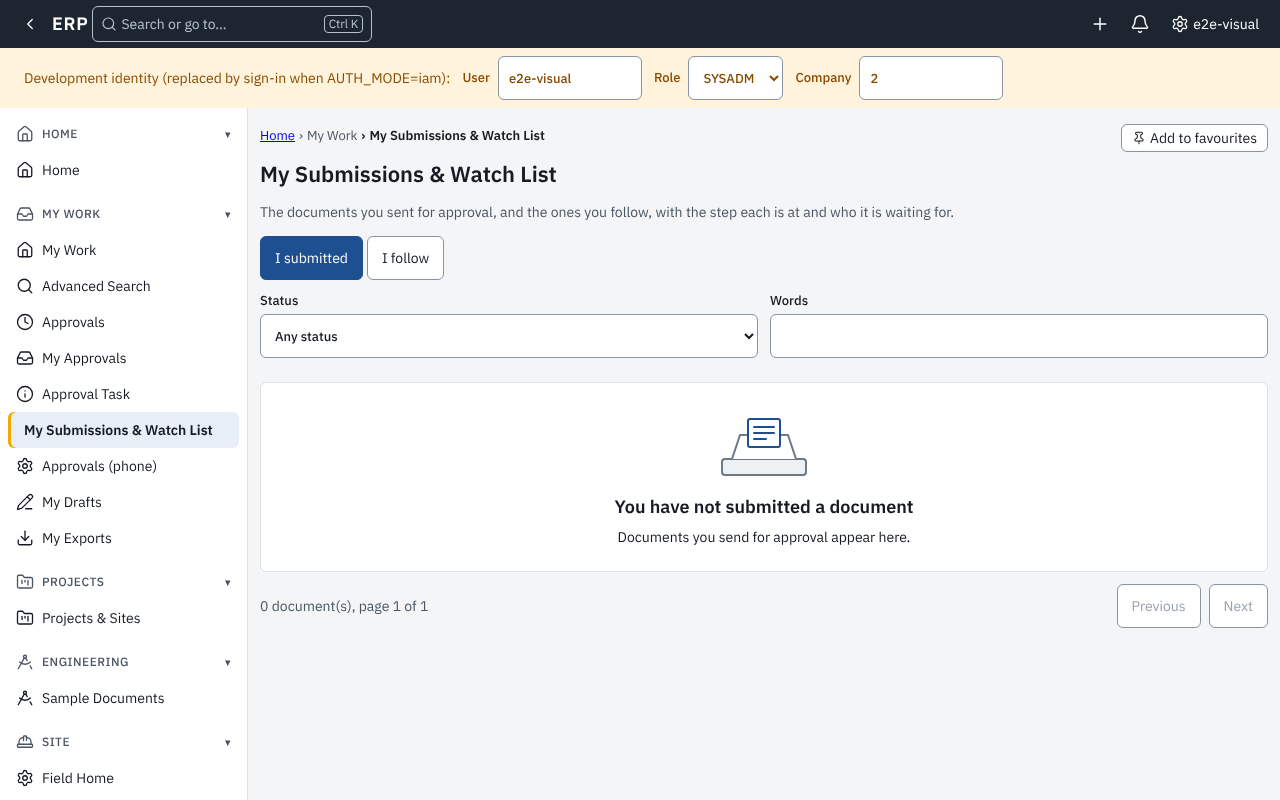 ERP
Search or go to...
Ctrl K
e2e-visual
Development identity (replaced by sign-in when AUTH_MODE=iam):
User
e2e-visual
Role
SYSADM
Company
2
HOME
Home
MY WORK
My Work
Advanced Search
Approvals
My Approvals
Approval Task
My Submissions & Watch List
Approvals (phone)
My Drafts
My Exports
PROJECTS
Projects & Sites
ENGINEERING
Sample Documents
SITE
Field Home
Home › My Work › My Submissions & Watch List
Add to favourites
My Submissions & Watch List
The documents you sent for approval, and the ones you follow, with the step each is at and who it is waiting for.
I submitted
I follow
Status
Any status
Words
You have not submitted a document
Documents you send for approval appear here.
0 document(s), page 1 of 1
Previous
Next